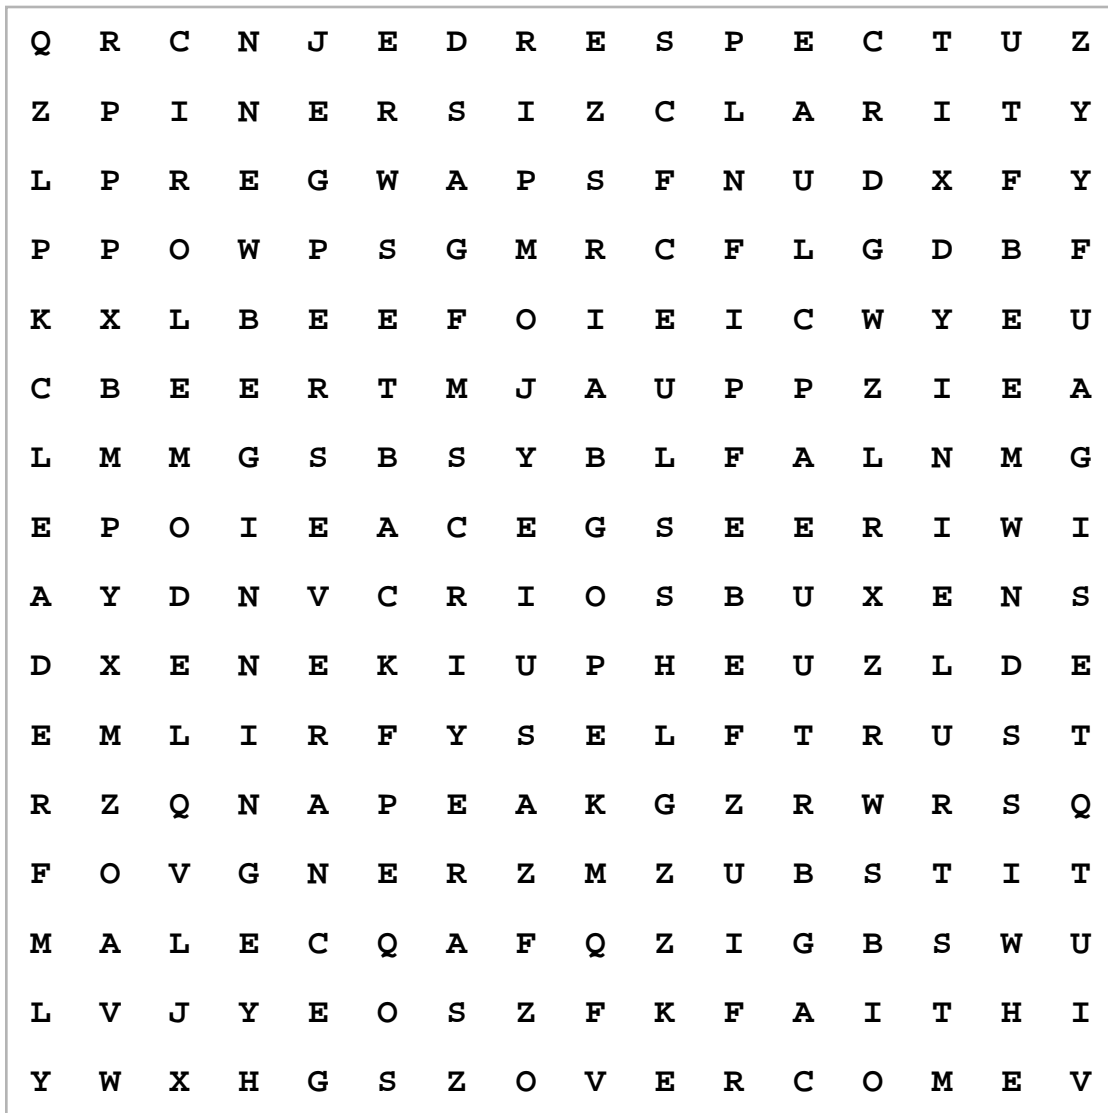 Q R C N J E D R E S P E C T U Z
Z P I N E R S I Z C L A R I T Y
L P R E G W A P S F N U D X F Y
P P O W P S G M R C F L G D B F
K X L B E E F O I E I C W Y E U
C B E E R T M J A U P P Z I E A
L M M G S B S Y B L F A L N M G
E P O I E A C E G S E E R I W I
A Y D N V C R I O S B U X E N S
D X E N E K I U P H E U Z L D E
E M L I R F Y S E L F T R U S T
R Z Q N A P E A K G Z R W R S Q
F O V G N E R Z M Z U B S T I T
M A L E C Q A F Q Z I G B S W U
L V J Y E O S Z F K F A I T H I
Y W X H G S Z O V E R C O M E V